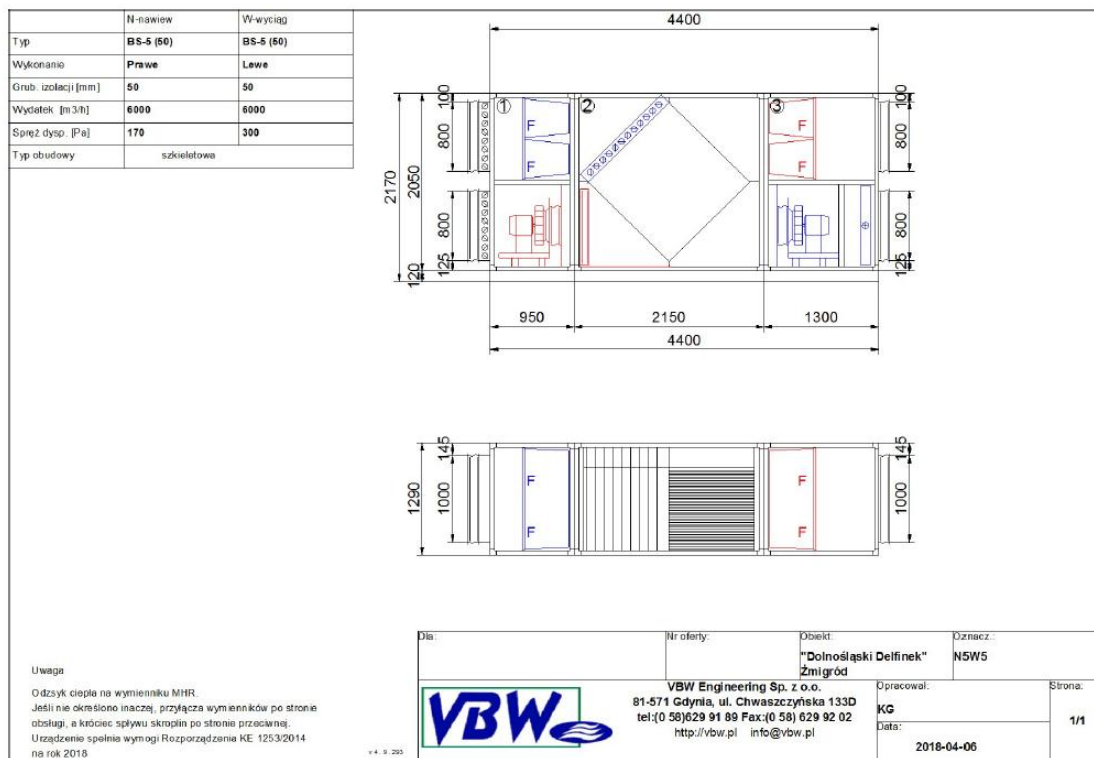 N-nawiew W-wyciąg
Typ BS-5 (50) BS-5 (50)
Wykonanie Prawe Lewe
Grub. izolacji [mm] 50 50
Wydatek [m3/h] 6000 6000
Spręż dysp. [Pa] 170 300
Typ obudowy szkieletowa
4400
100
800
2170
2050
800
125
120
1
2
3
F
F
F
F
100
800
800
125
950
2150
1300
4400
145
1290
1000
F
F
F
F
145
1000
Uwaga
Odzysk ciepła na wymienniku MHR.
Jeśli nie określono inaczej, przyłącza wymienników po stronie
obsługi, a króciec spływu skroplin po stronie przeciwnej.
Urządzenie spełnia wymogi Rozporządzenia KE 1253/2014
na rok 2018
v 4. 9 .293
Dla: Nr oferty: Obiekt: Oznacz.:
"Dolnośląski Delfinek" N5W5
Żmigród
VBW
VBW Engineering Sp. z o.o.
81-571 Gdynia, ul. Chwaszczyńska 133D
tel:(0 58)629 91 89 Fax:(0 58) 629 92 02
http://vbw.pl info@vbw.pl
Opracował:
KG
Data:
2018-04-06
Strona:
1/1